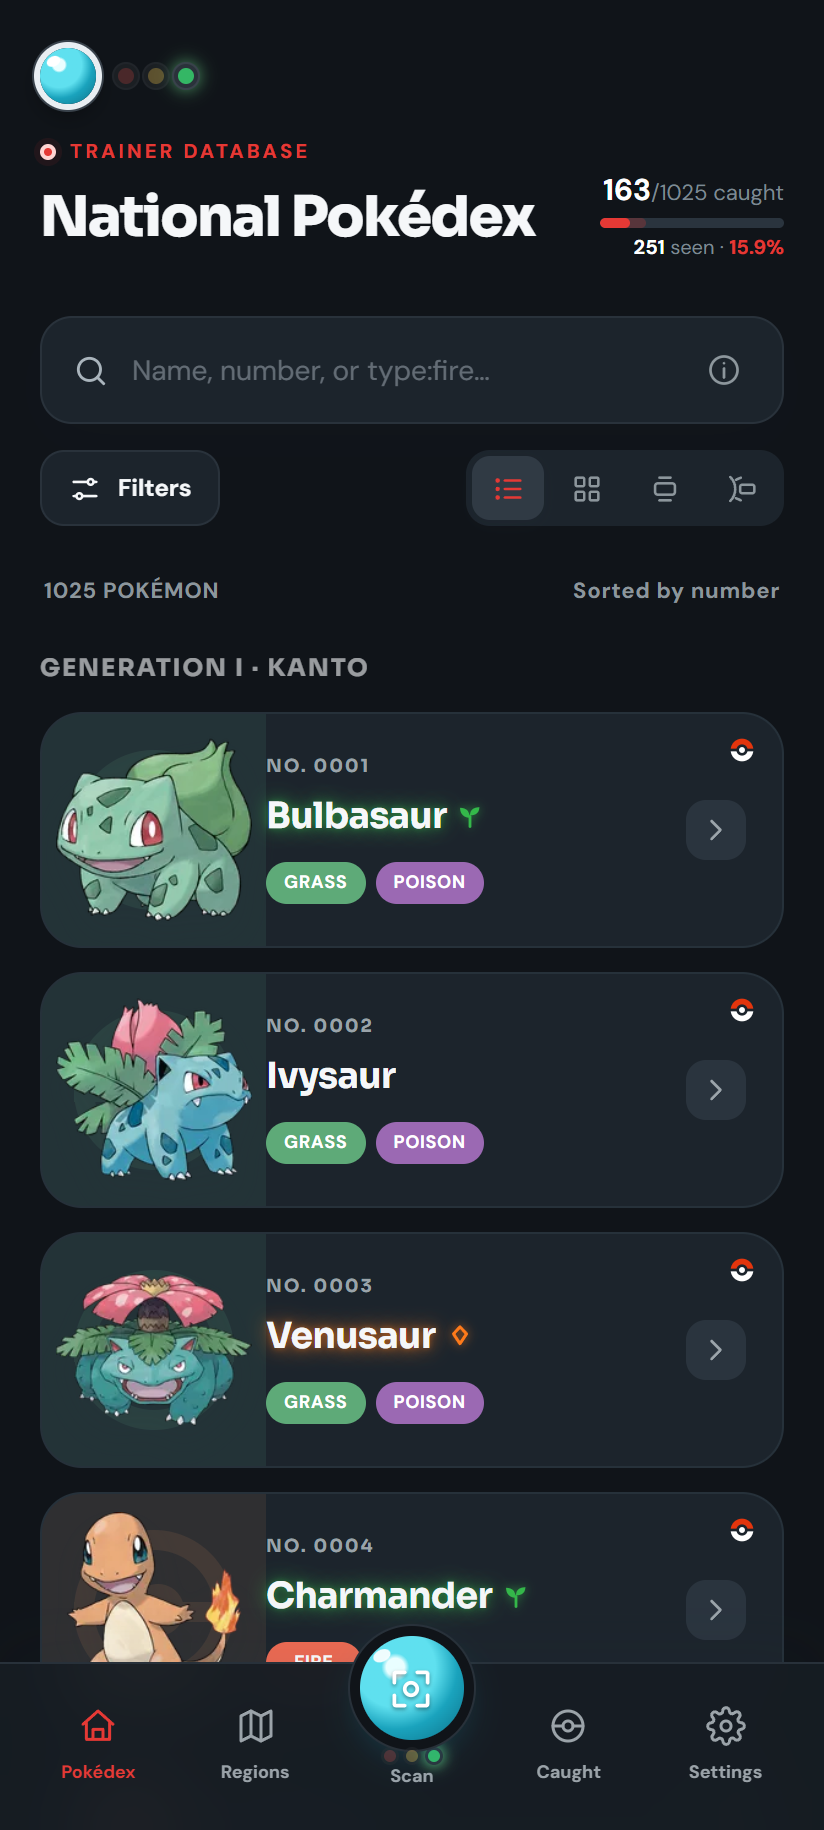 TRAINER DATABASE
National Pokédex
163/1025 caught
251 seen · 15.9%
Name, number, or type:fire...
Filters
1025 POKÉMON
Sorted by number
GENERATION I · KANTO
NO. 0001
Bulbasaur
GRASS POISON
NO. 0002
Ivysaur
GRASS POISON
NO. 0003
Venusaur
GRASS POISON
NO. 0004
Charmander
FIRE
Pokédex
Regions
Scan
Caught
Settings